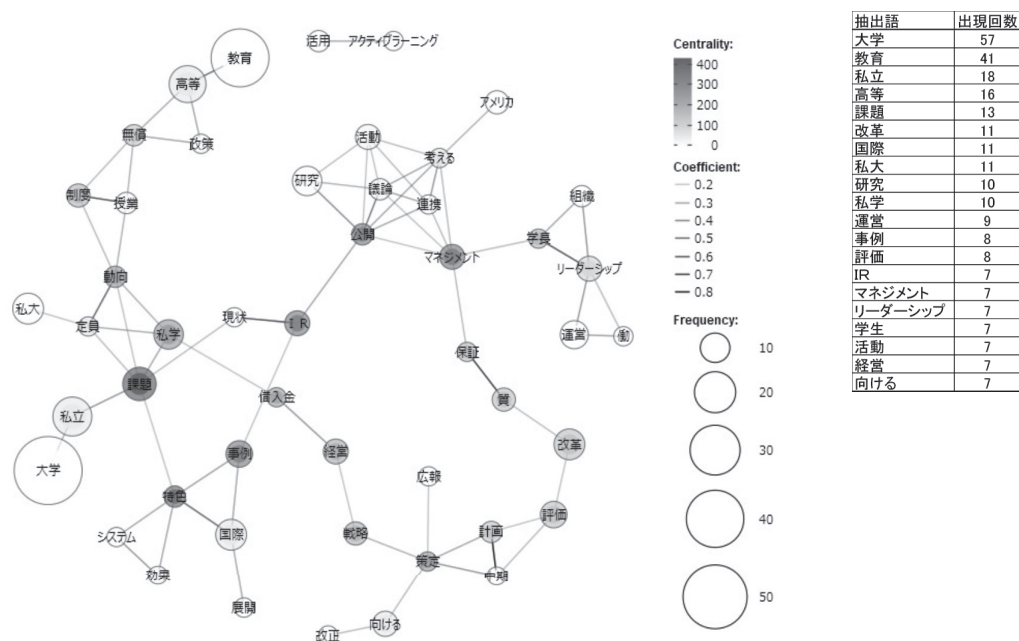 教育
高等
無償
政策
制度
授業
動向
私大
定員
私学
現状
IR
課題
私立
大学
借入金
事例
特色
システム
国際
効果
展開
活用
アクティブラーニング
アメリカ
活動
考える
研究
議論
連携
公開
マネジメント
組織
学長
リーダーシップ
運営
働
保証
質
改革
経営
広報
評価
戦略
計画
策定
中期
改正
向ける
Centrality:
400
300
200
100
0
Coefficient:
0.2
0.3
0.4
0.5
0.6
0.7
0.8
Frequency:
10
20
30
40
50
抽出語 出現回数
大学 57
教育 41
私立 18
高等 16
課題 13
改革 11
国際 11
私大 11
研究 10
私学 10
運営 9
事例 8
評価 8
IR 7
マネジメント 7
リーダーシップ 7
学生 7
活動 7
経営 7
向ける 7